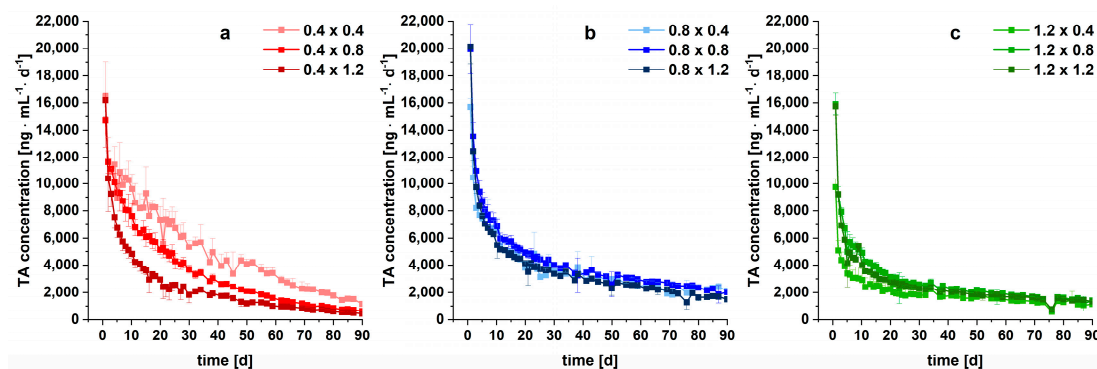 a
0.4 x 0.4
0.4 x 0.8
0.4 x 1.2
22,000
20,000
18,000
16,000
14,000
12,000
10,000
8,000
6,000
4,000
2,000
0
TA concentration [ng · mL⁻¹· d⁻¹]
0 10 20 30 40 50 60 70 80 90
time [d]
b
0.8 x 0.4
0.8 x 0.8
0.8 x 1.2
22,000
20,000
18,000
16,000
14,000
12,000
10,000
8,000
6,000
4,000
2,000
0
TA concentration [ng · mL⁻¹· d⁻¹]
0 10 20 30 40 50 60 70 80 90
time [d]
c
1.2 x 0.4
1.2 x 0.8
1.2 x 1.2
22,000
20,000
18,000
16,000
14,000
12,000
10,000
8,000
6,000
4,000
2,000
0
TA concentration [ng · mL⁻¹· d⁻¹]
0 10 20 30 40 50 60 70 80 90
time [d]